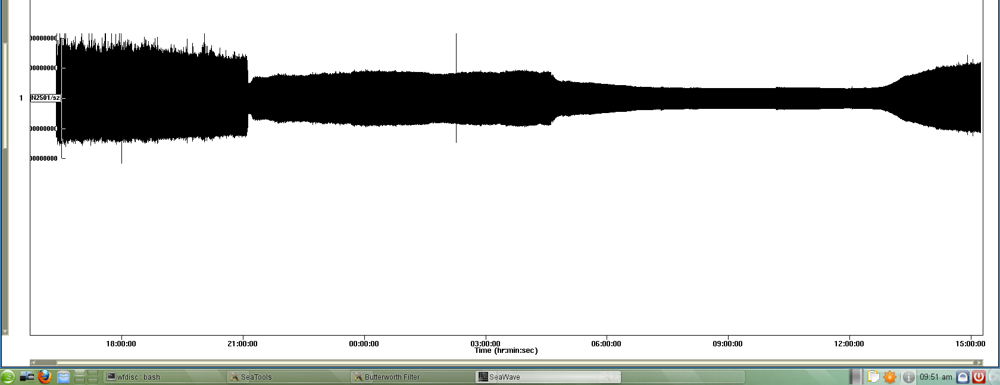 00000000
00000000
1 N2501/sz
00000000
00000000
18:00:00 21:00:00 00:00:00 03:00:00 06:00:00 09:00:00 12:00:00 15:00:00
Time (hr:min:sec)
wfdisc : bash SeaTools Butterworth Filter SeaWave 09:51 am